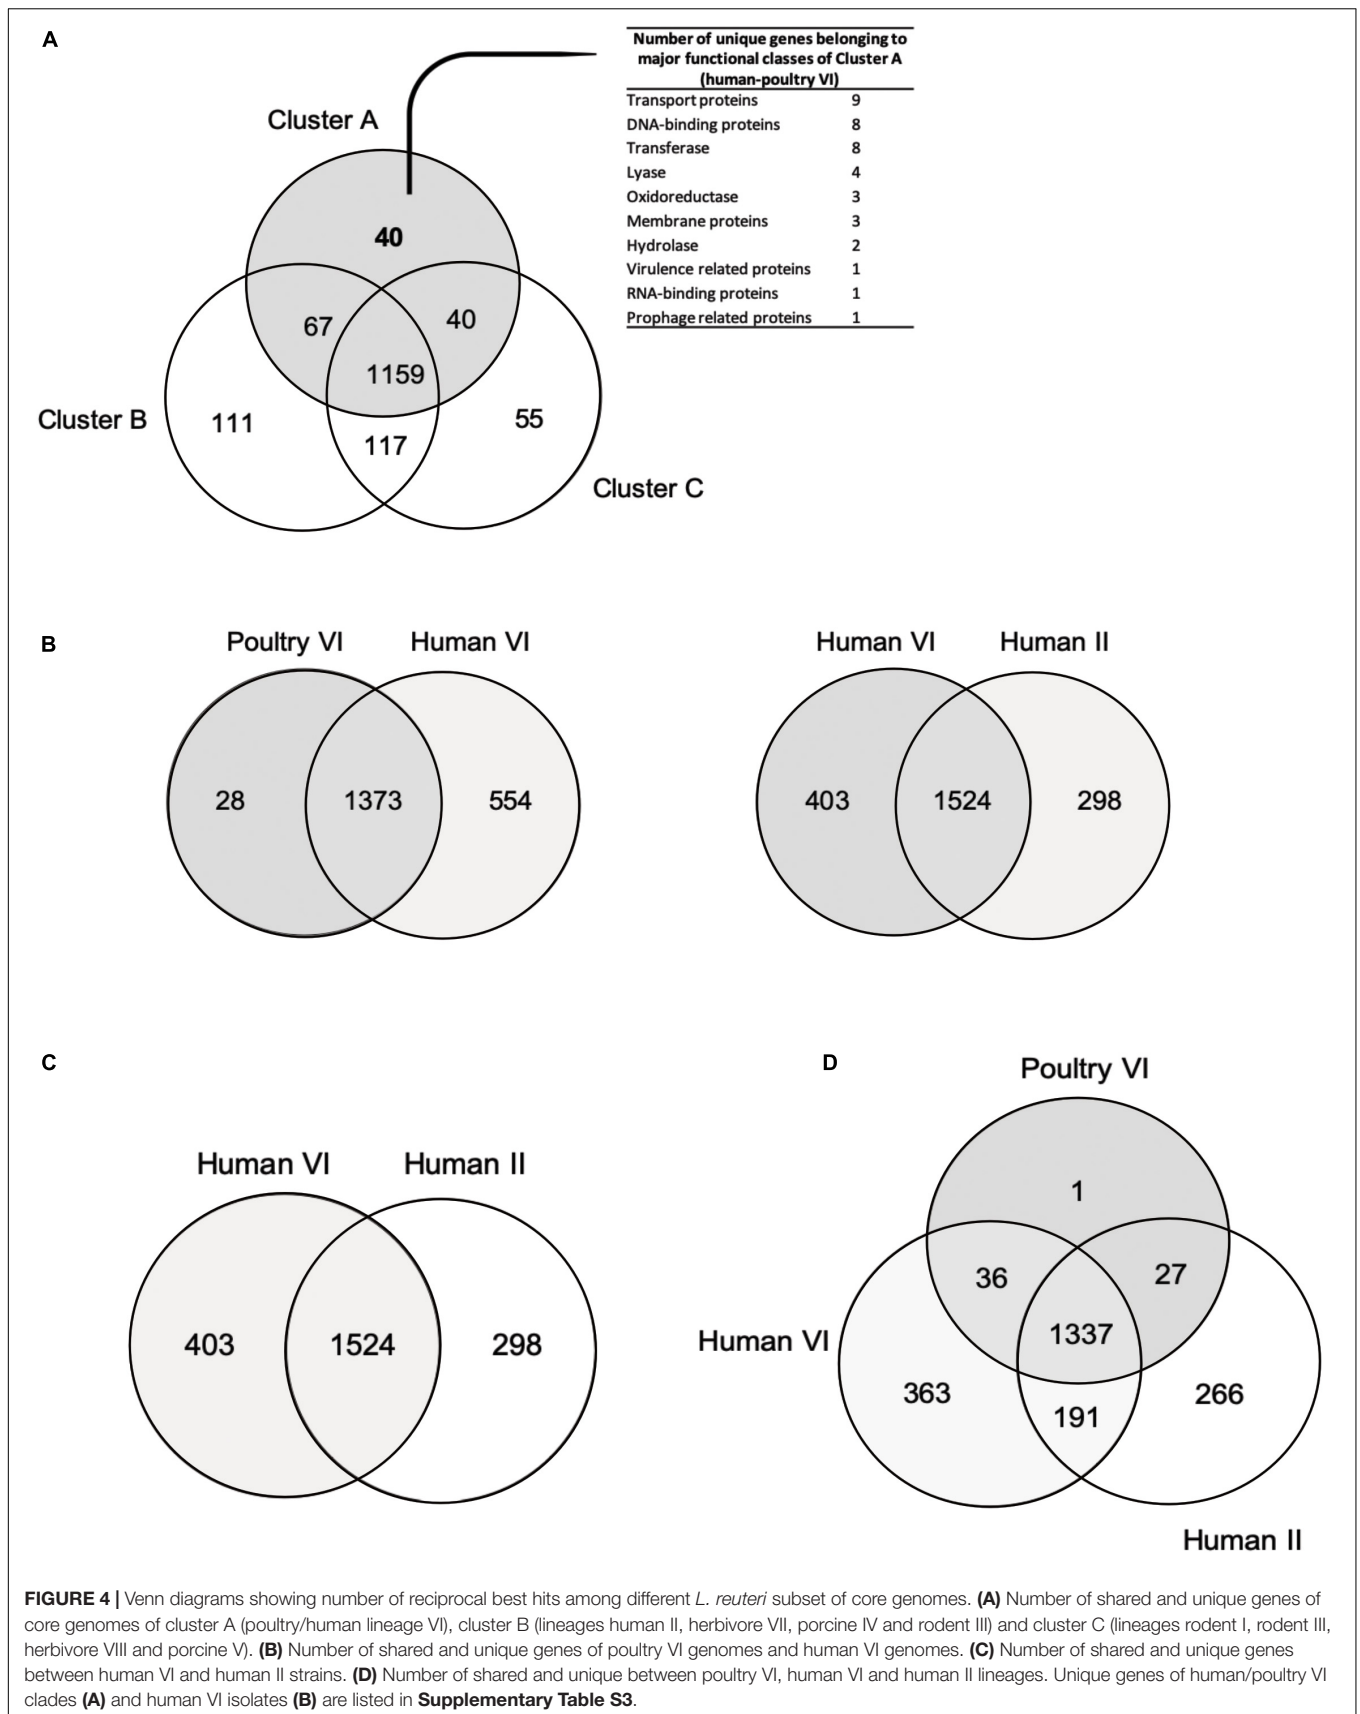 A
Number of unique genes belonging to
major functional classes of Cluster A
(human-poultry VI)
Transport proteins 9
DNA-binding proteins 8
Transferase 8
Lyase 4
Oxidoreductase 3
Membrane proteins 3
Hydrolase 2
Virulence related proteins 1
RNA-binding proteins 1
Prophage related proteins 1
Cluster A
40
67
40
1159
Cluster B
111
55
117
Cluster C
B
Poultry VI Human VI
28 1373 554
Human VI Human II
403 1524 298
C
Human VI Human II
403 1524 298
D
Poultry VI
1
36 27
1337
Human VI
363 266
191
Human II
FIGURE 4 | Venn diagrams showing number of reciprocal best hits among different L. reuteri subset of core genomes. (A) Number of shared and unique genes of
core genomes of cluster A (poultry/human lineage VI), cluster B (lineages human II, herbivore VII, porcine IV and rodent III) and cluster C (lineages rodent I, rodent III,
herbivore VIII and porcine V). (B) Number of shared and unique genes of poultry VI genomes and human VI genomes. (C) Number of shared and unique genes
between human VI and human II strains. (D) Number of shared and unique between poultry VI, human VI and human II lineages. Unique genes of human/poultry VI
clades (A) and human VI isolates (B) are listed in Supplementary Table S3.